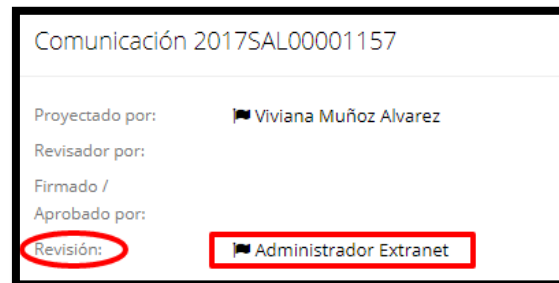 Comunicación 2017SAL00001157
Proyectado por: Viviana Muñoz Alvarez
Revisador por:
Firmado /
Aprobado por:
Revisión: Administrador Extranet